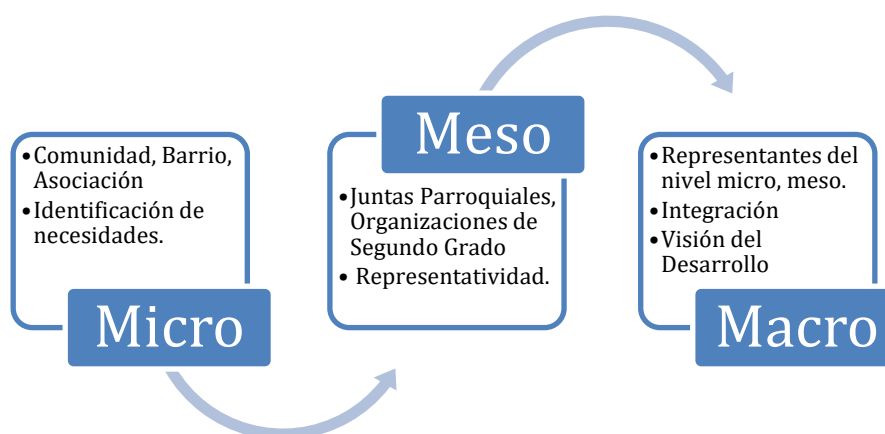 •Comunidad, Barrio,
Asociación
•Identificación de
necesidades.
Micro
Meso
•Juntas Parroquiales,
Organizaciones de
Segundo Grado
• Representatividad.
•Representantes del
nivel micro, meso.
•Integración
•Visión del
Desarrollo
Macro